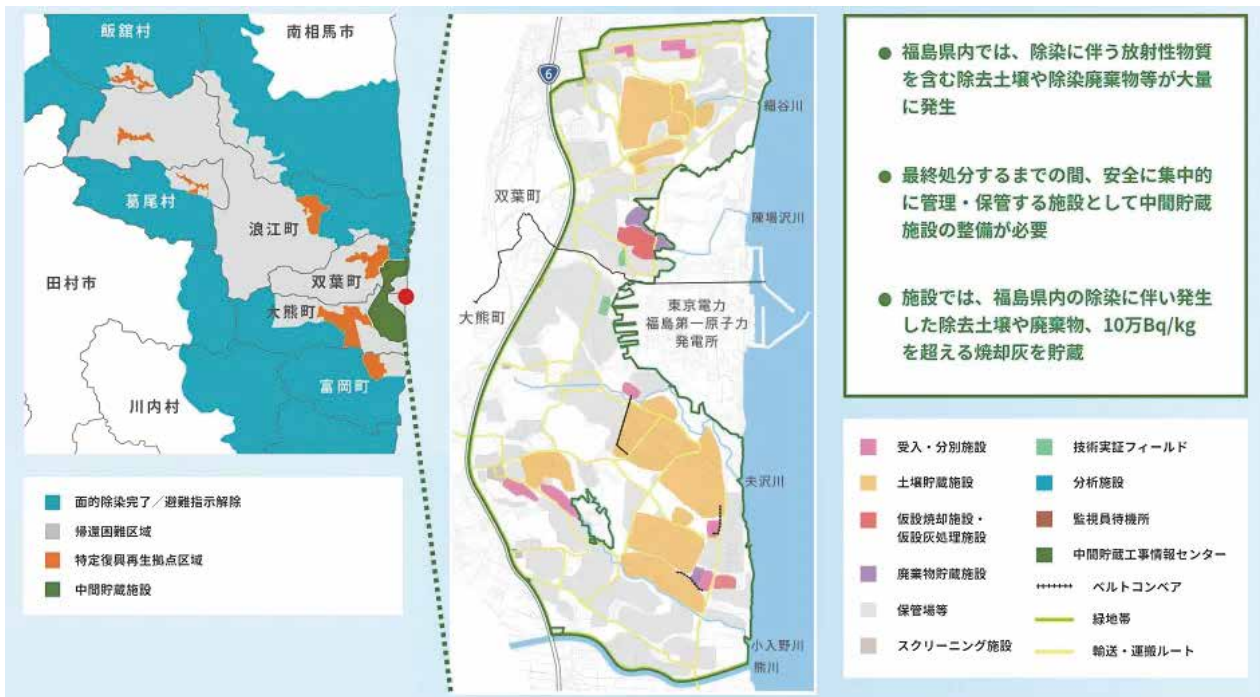 飯舘村
南相馬市
葛尾村
浪江町
双葉町
田村市
大熊町
富岡町
川内村
面的除染完了／避難指示解除
帰還困難区域
特定復興再生拠点区域
中間貯蔵施設
6
細谷川
双葉町
陳場沢川
大熊町
東京電力
福島第一原子力
発電所
夫沢川
小入野川
熊川
● 福島県内では、除染に伴う放射性物質
を含む除去土壌や除染廃棄物等が大量
に発生
● 最終処分するまでの間、安全に集中的
に管理・保管する施設として中間貯蔵
施設の整備が必要
● 施設では、福島県内の除染に伴い発生
した除去土壌や廃棄物、10万Bq/kg
を超える焼却灰を貯蔵
受入・分別施設
土壌貯蔵施設
仮設焼却施設・
仮設灰処理施設
廃棄物貯蔵施設
保管場等
スクリーニング施設
技術実証フィールド
分析施設
監視員待機所
中間貯蔵工事情報センター
ベルトコンベア
緑地帯
輸送・運搬ルート